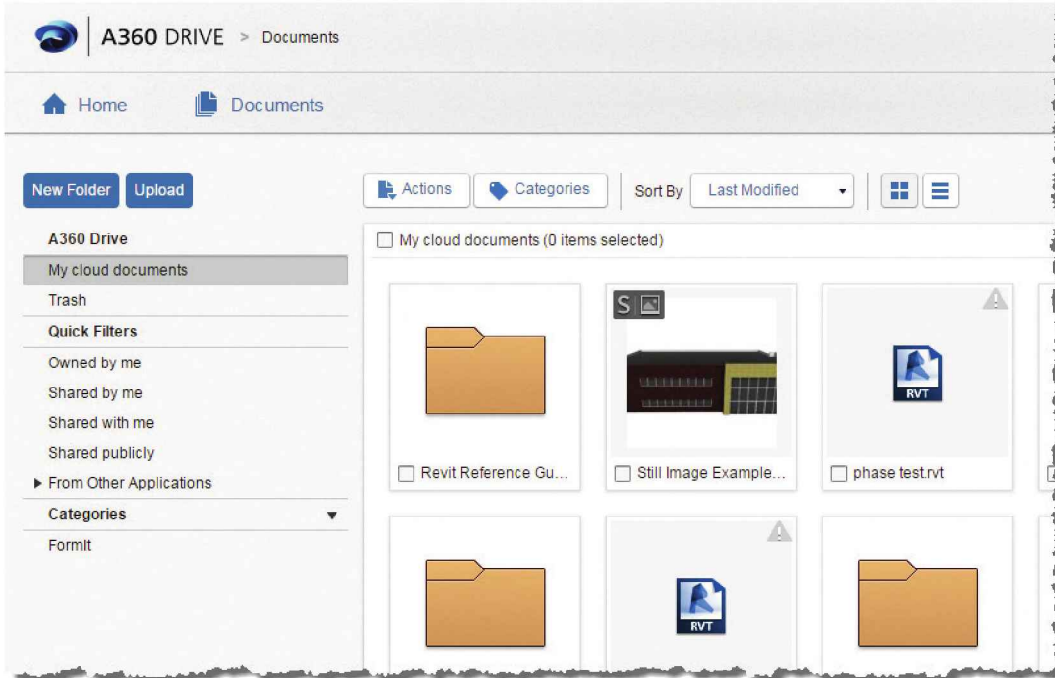 A360 DRIVE > Documents
Home Documents
New Folder Upload
Actions Categories Sort By Last Modified
A360 Drive
My cloud documents
Trash
Quick Filters
Owned by me
Shared by me
Shared with me
Shared publicly
From Other Applications
Categories
FormIt
My cloud documents (0 items selected)
S
RVT
Revit Reference Gu...
Still Image Example...
phase test.rvt
RVT